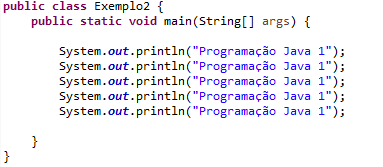 public class Exemplo2 {
    public static void main(String[] args) {

        System.out.println("Programação Java 1");
        System.out.println("Programação Java 1");
        System.out.println("Programação Java 1");
        System.out.println("Programação Java 1");
        System.out.println("Programação Java 1");

    }
}